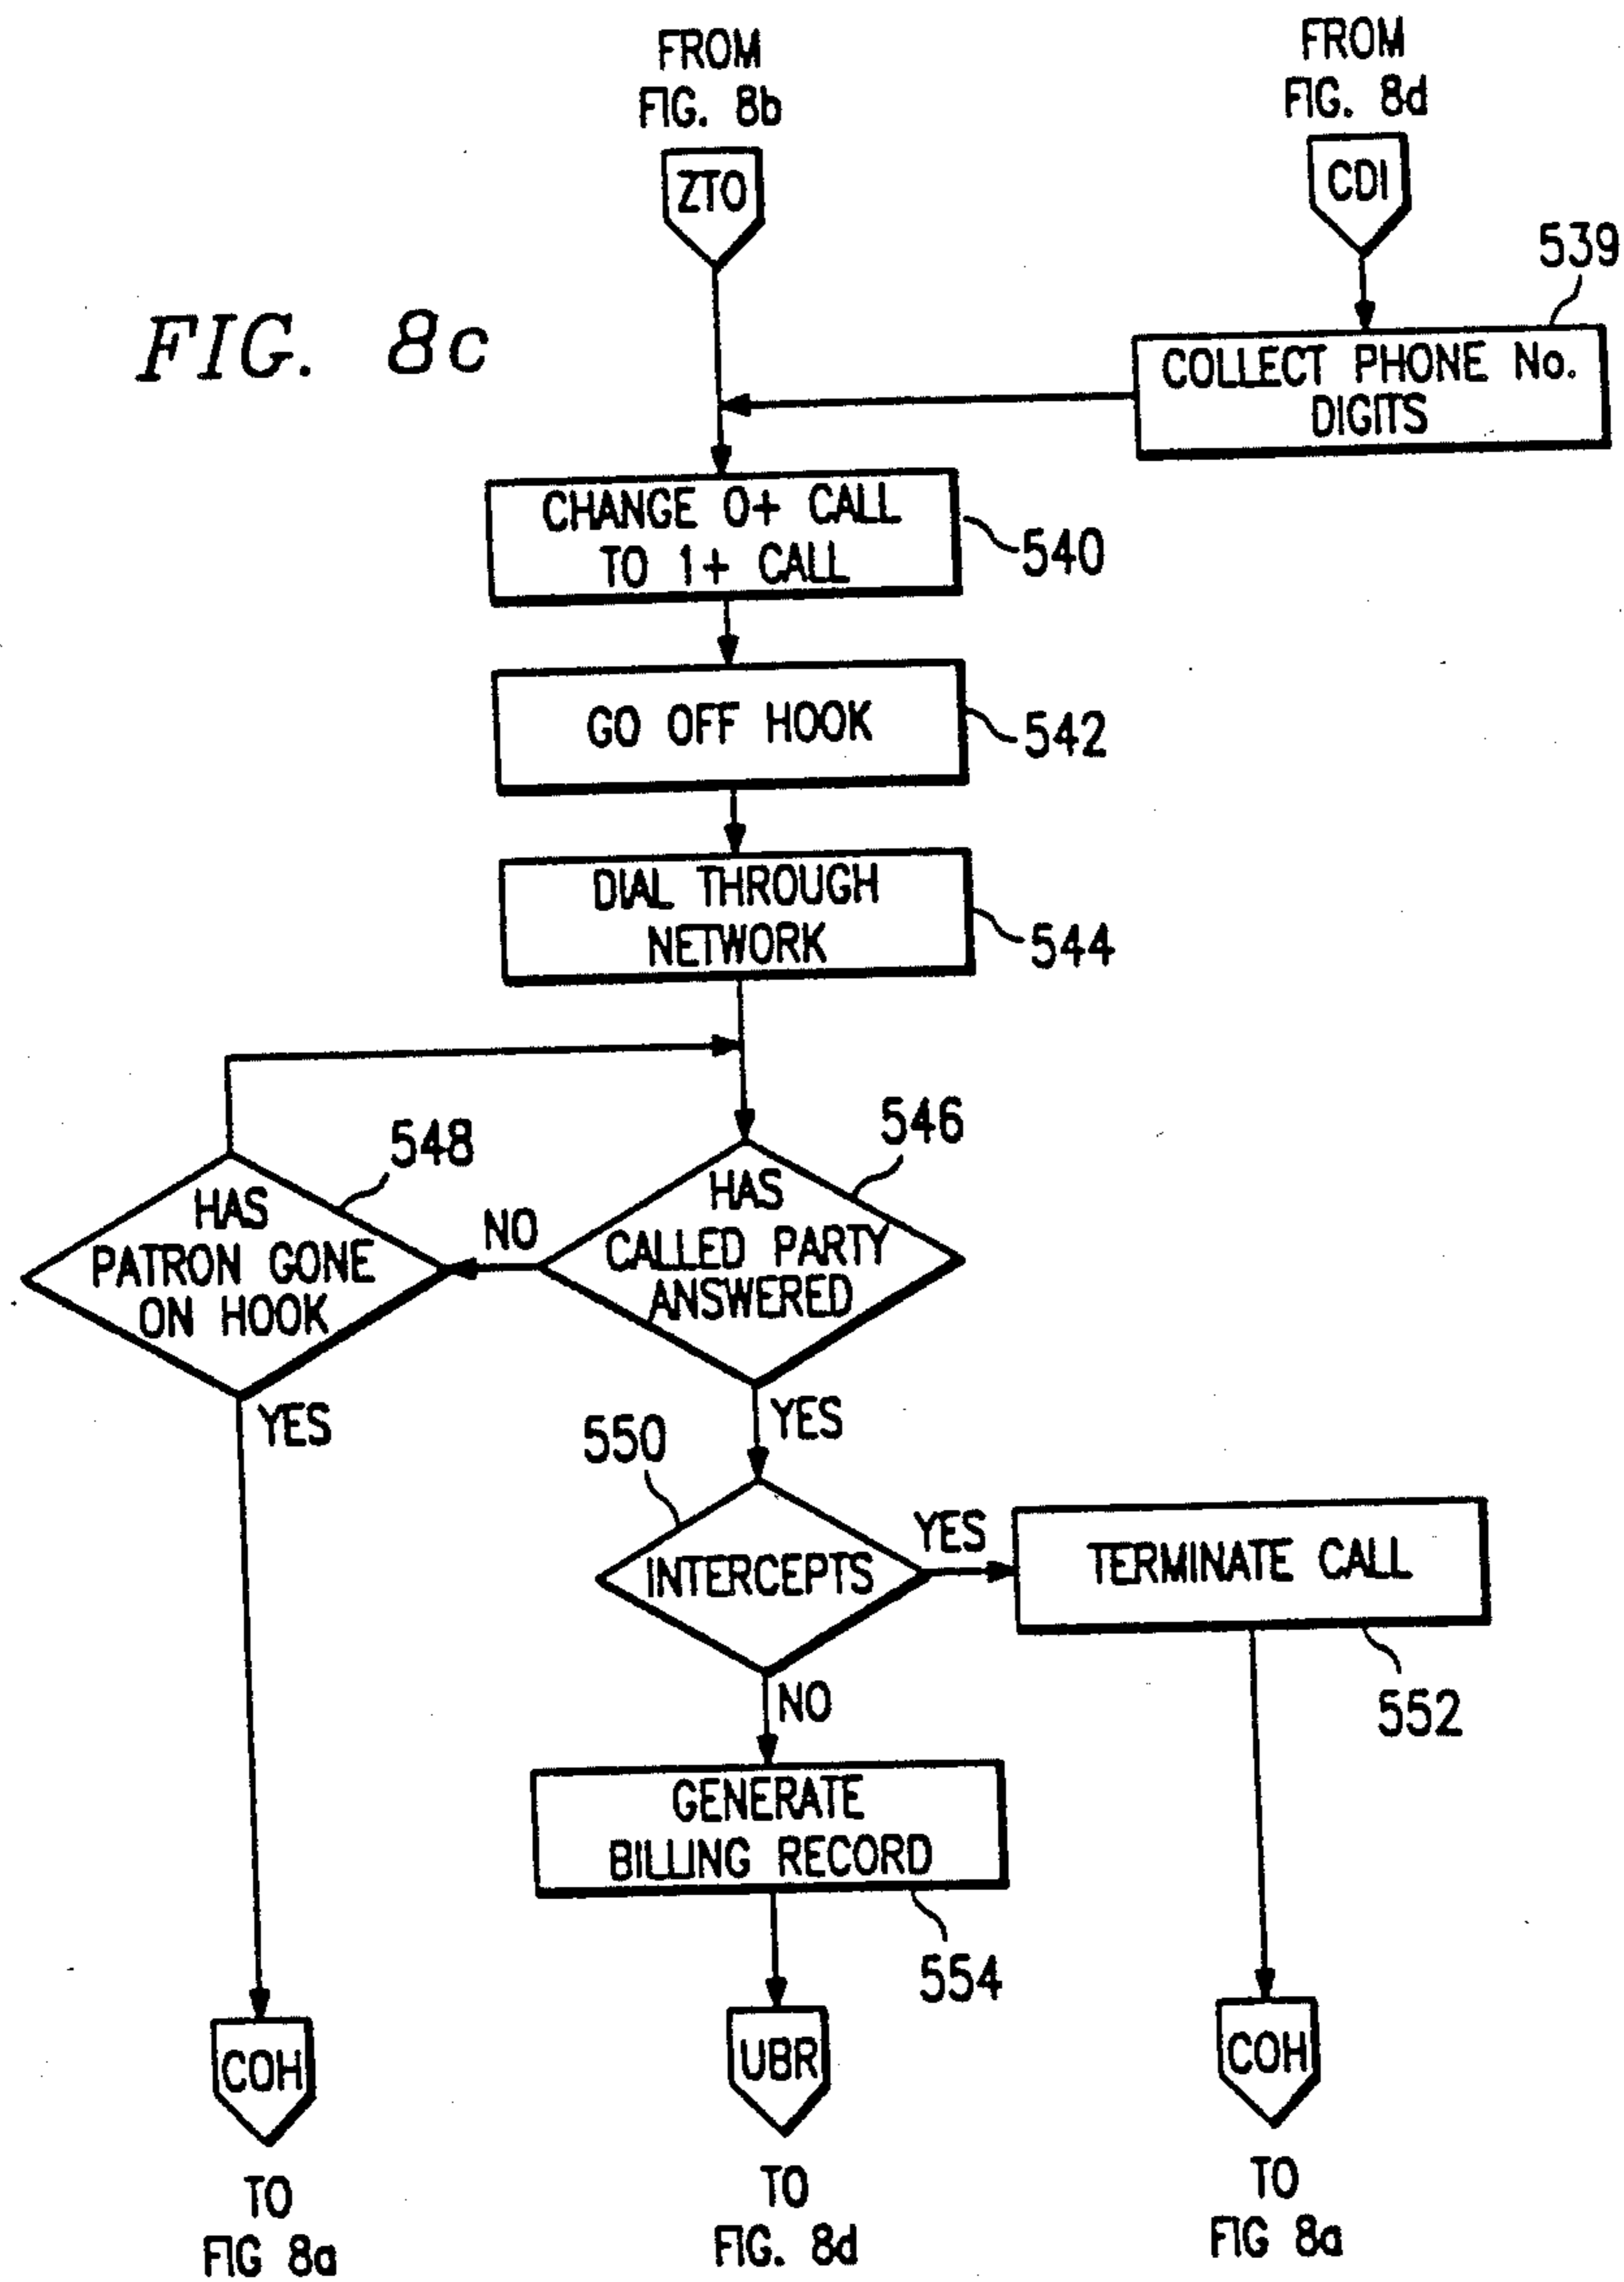 FROM
FIG. 8b
ZTO
FROM
FIG. 8d
CDI
539
FIG. 8c
COLLECT PHONE No.
DIGITS
CHANGE 0+ CALL
TO 1+ CALL
540
GO OFF HOOK
542
DIAL THROUGH
NETWORK
544
546
548
HAS
PATRON GONE
ON HOOK
NO
HAS
CALLED PARTY
ANSWERED
YES
YES
550
INTERCEPTS
YES
TERMINATE CALL
552
NO
GENERATE
BILLING RECORD
554
COH
UBR
COH
TO
FIG 8a
TO
FIG. 8d
TO
FIG 8a